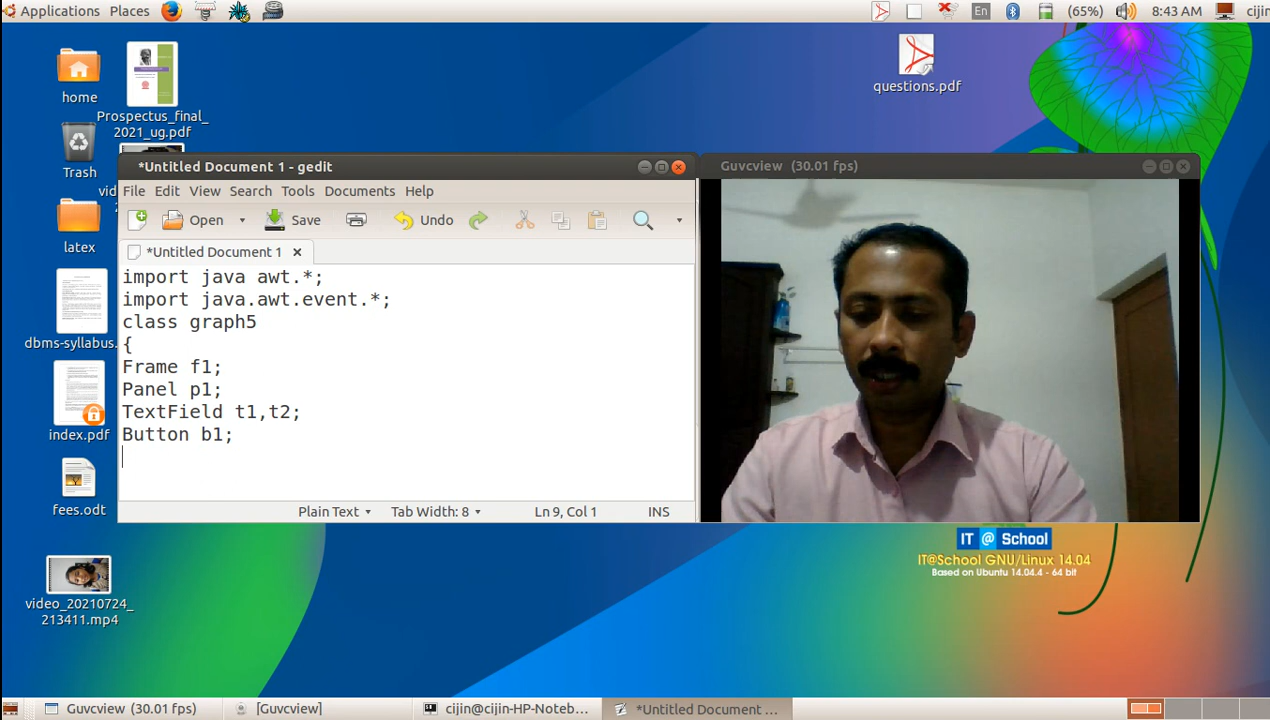 Applications Places
En
(65%)
8:43 AM
cijin
home
Prospectus_final_
2021_ug.pdf
Trash
vid
2
latex
dbms-syllabus.
index.pdf
fees.odt
video_20210724_
213411.mp4
questions.pdf
*Untitled Document 1 - gedit
File Edit View Search Tools Documents Help
Open Save Undo
*Untitled Document 1
import java awt.*;
import java.awt.event.*;
class graph5
{
Frame f1;
Panel p1;
TextField t1,t2;
Button b1;
Plain Text Tab Width: 8 Ln 9, Col 1 INS
Guvcview (30.01 fps)
IT @ School
IT@School GNU/Linux 14.04
Based on Ubuntu 14.04.4 - 64 bit
Guvcview (30.01 fps) [Guvcview] cijin@cijin-HP-Noteb... *Untitled Document ...